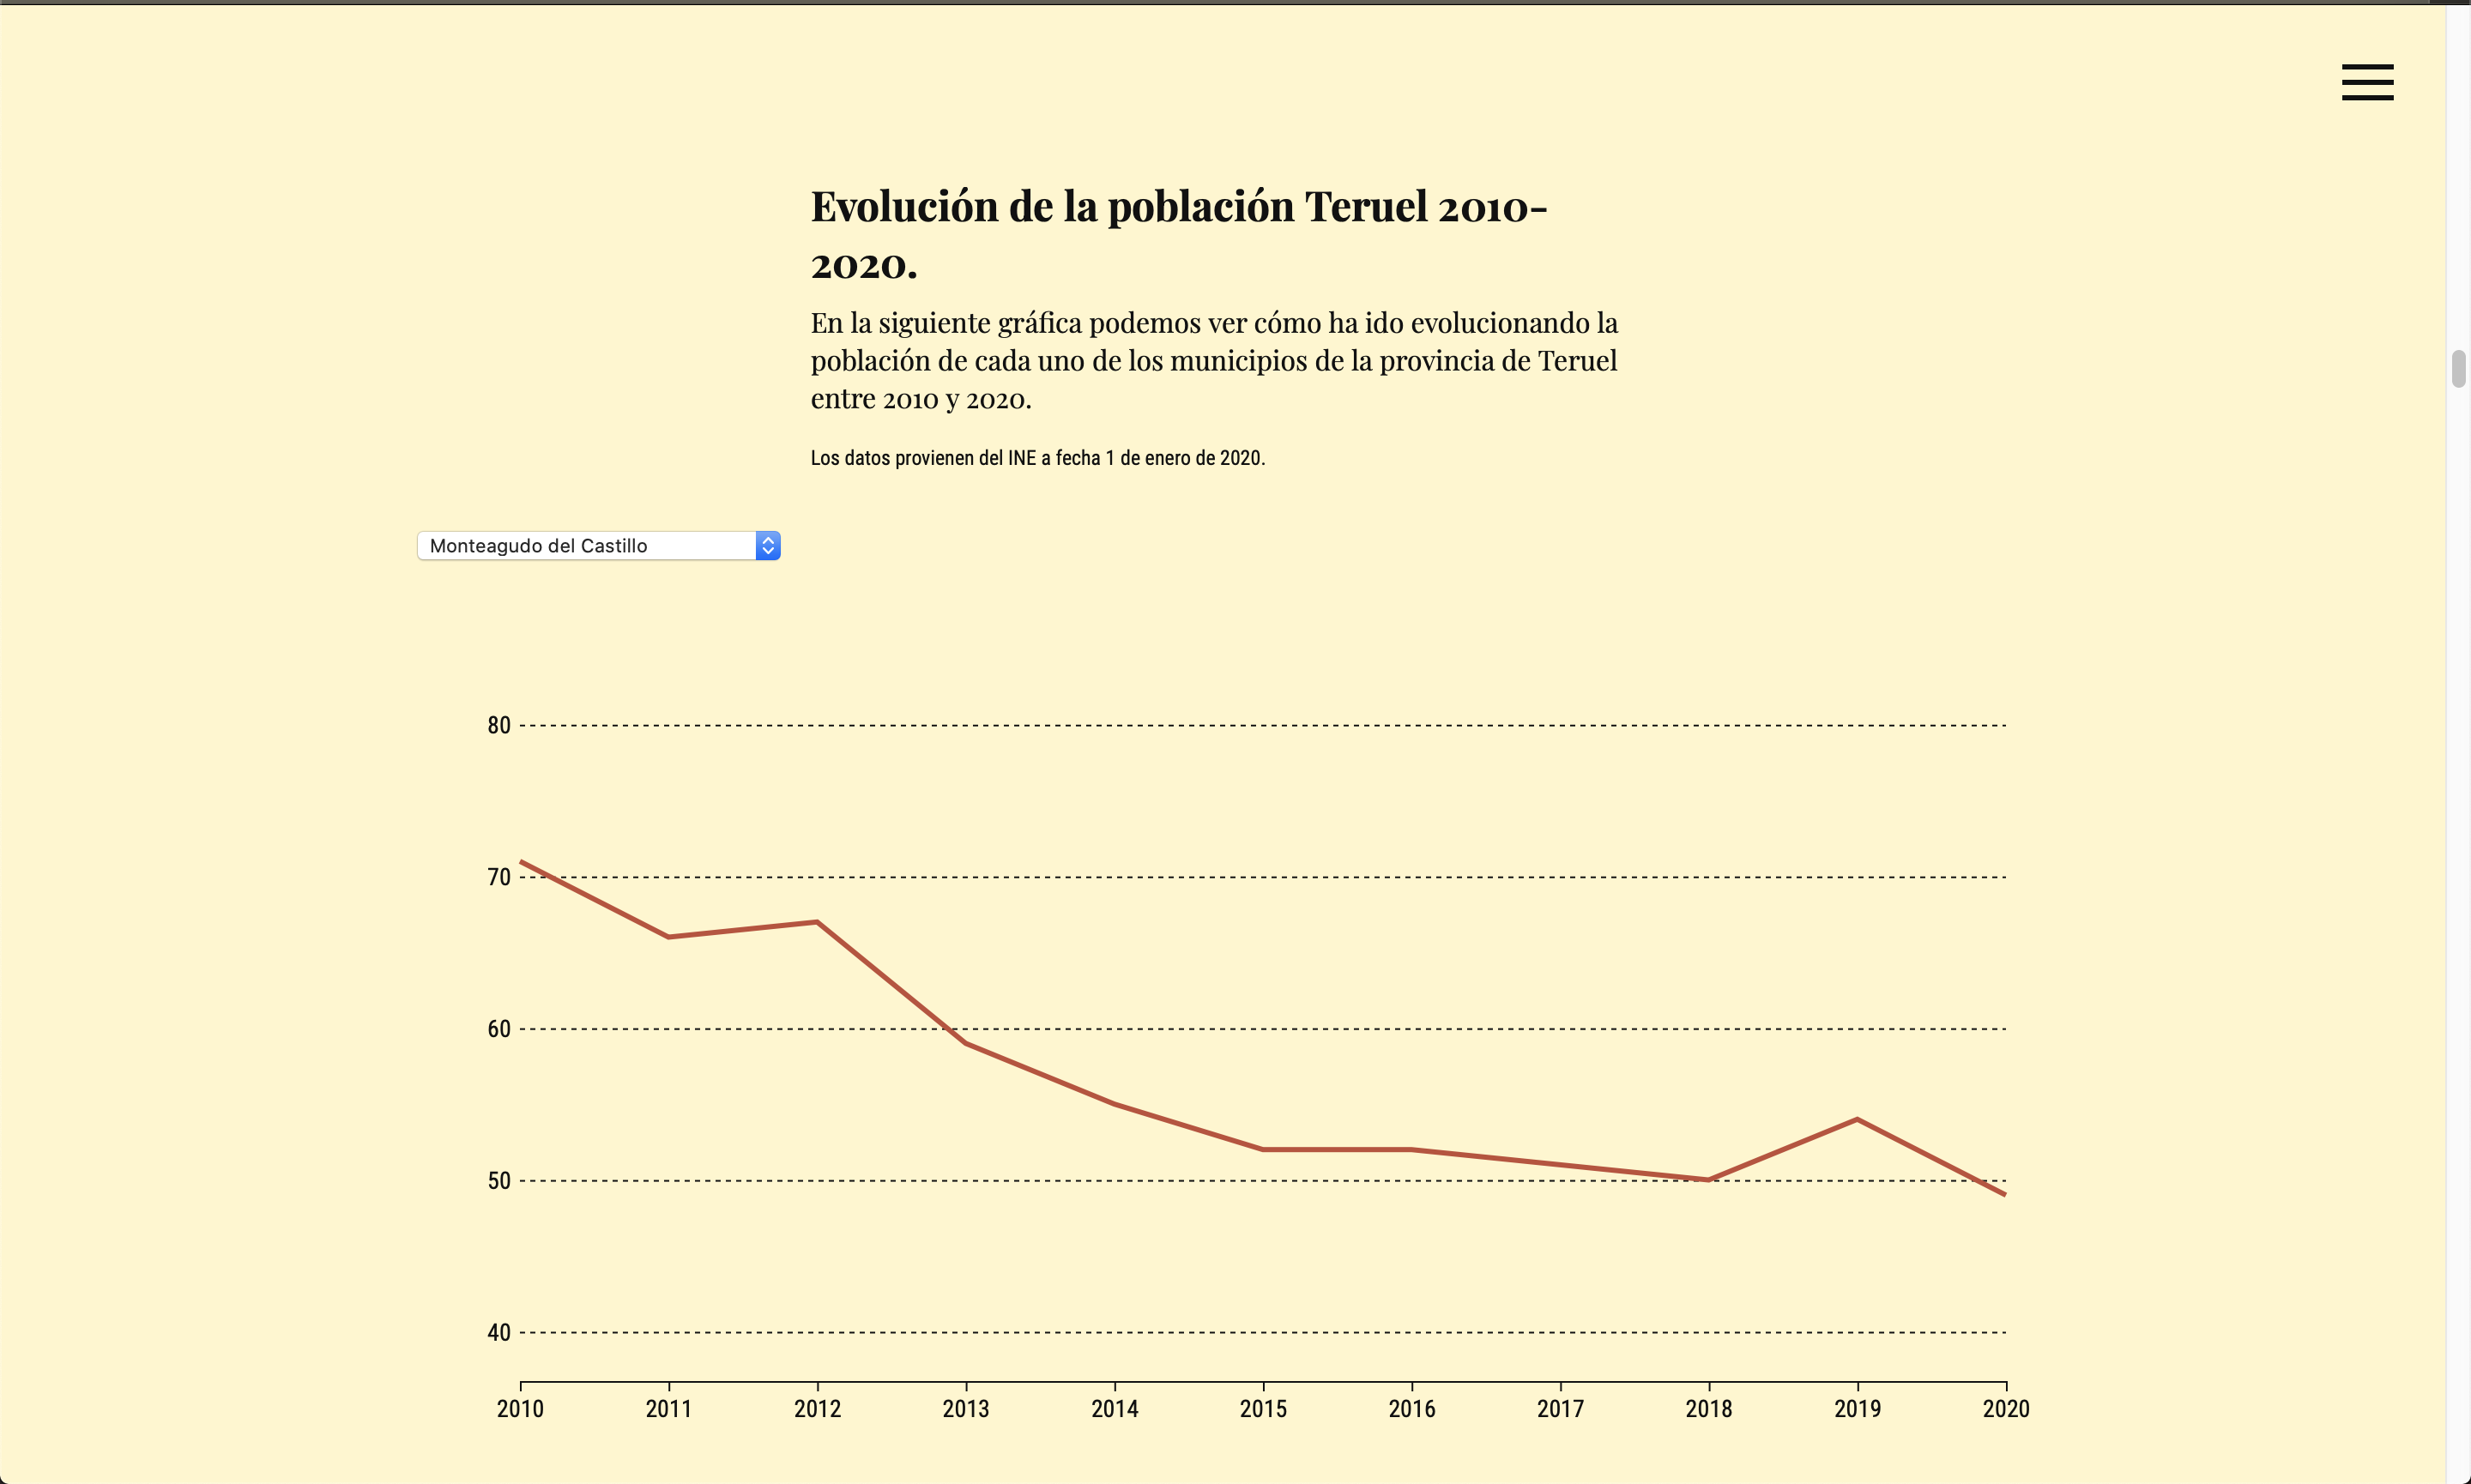 Evolución de la población Teruel 2010-
2020.
En la siguiente gráfica podemos ver cómo ha ido evolucionando la
población de cada uno de los municipios de la provincia de Teruel
entre 2010 y 2020.
Los datos provienen del INE a fecha 1 de enero de 2020.
Monteagudo del Castillo
80
70
60
50
40
2010 2011 2012 2013 2014 2015 2016 2017 2018 2019 2020